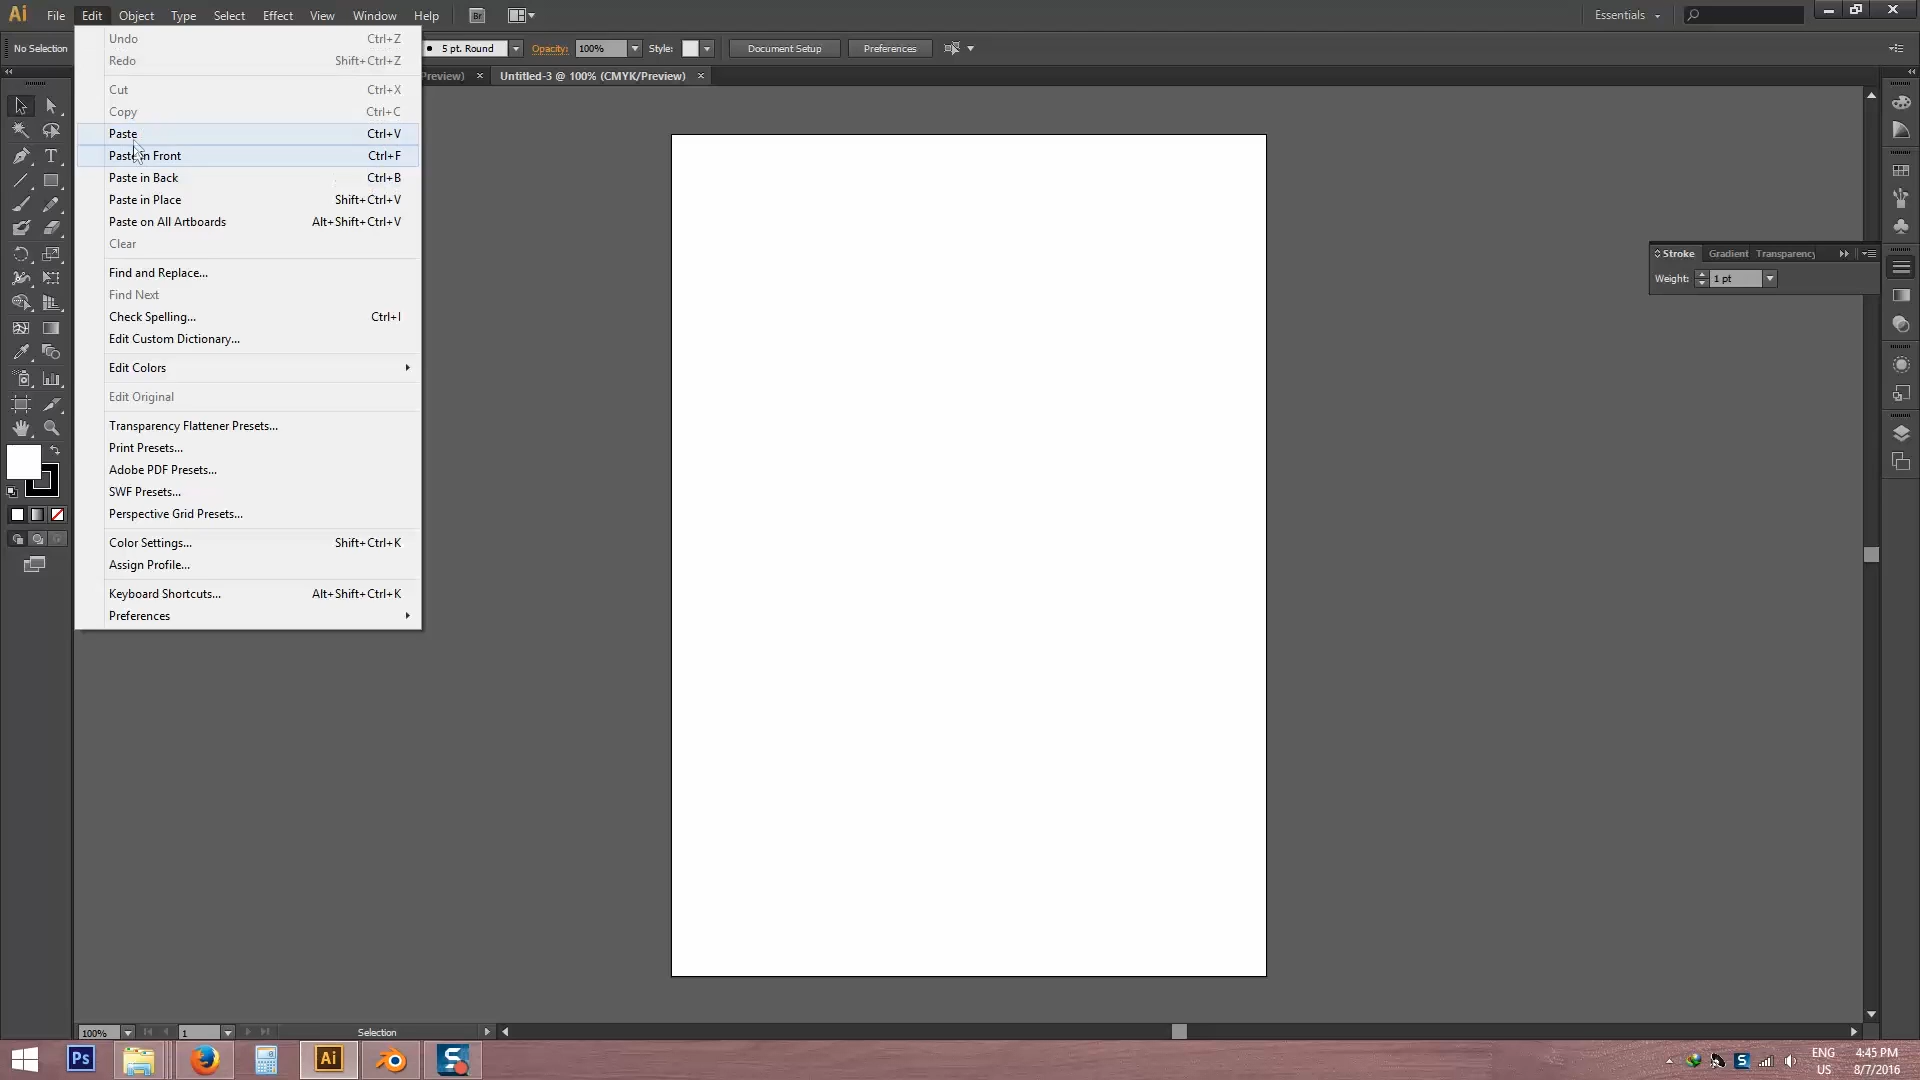 Ai File Edit Object Type Select Effect View Window Help Br Essentials
No Selection 5 pt. Round Opacity: 100% Style: Document Setup Preferences
Preview) × Untitled-3 @ 100% (CMYK/Preview) ×
Undo Ctrl+Z
Redo Shift+Ctrl+Z
Cut Ctrl+X
Copy Ctrl+C
Paste Ctrl+V
Paste in Front Ctrl+F
Paste in Back Ctrl+B
Paste in Place Shift+Ctrl+V
Paste on All Artboards Alt+Shift+Ctrl+V
Clear
Find and Replace...
Find Next
Check Spelling... Ctrl+I
Edit Custom Dictionary...
Edit Colors
Edit Original
Transparency Flattener Presets...
Print Presets...
Adobe PDF Presets...
SWF Presets...
Perspective Grid Presets...
Color Settings... Shift+Ctrl+K
Assign Profile...
Keyboard Shortcuts... Alt+Shift+Ctrl+K
Preferences
Stroke Gradient Transparency
Weight: 1 pt
100% 1 Selection
Ps Ai S S ENG 4:45 PM
US 8/7/2016